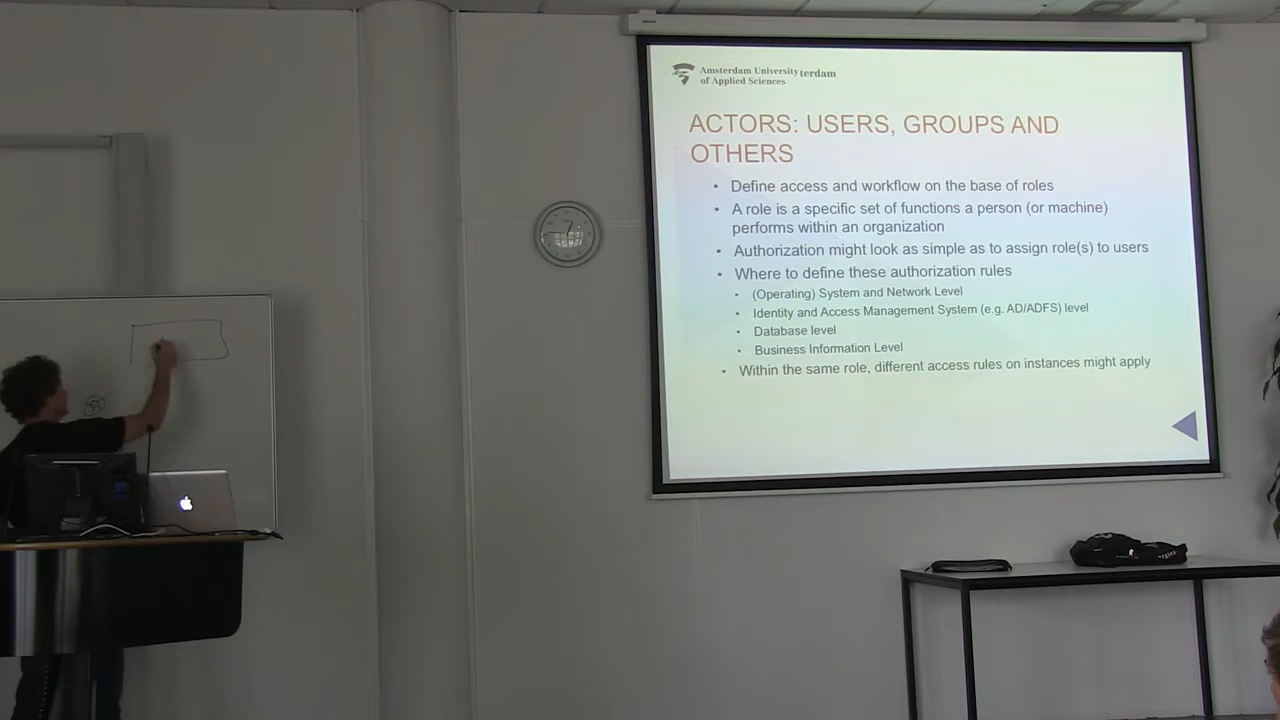 Amsterdam University terdam
of Applied Sciences
ACTORS: USERS, GROUPS AND
OTHERS
• Define access and workflow on the base of roles
• A role is a specific set of functions a person (or machine)
performs within an organization
• Authorization might look as simple as to assign role(s) to users
• Where to define these authorization rules
• (Operating) System and Network Level
• Identity and Access Management System (e.g. AD/ADFS) level
• Database level
• Business Information Level
• Within the same role, different access rules on instances might apply